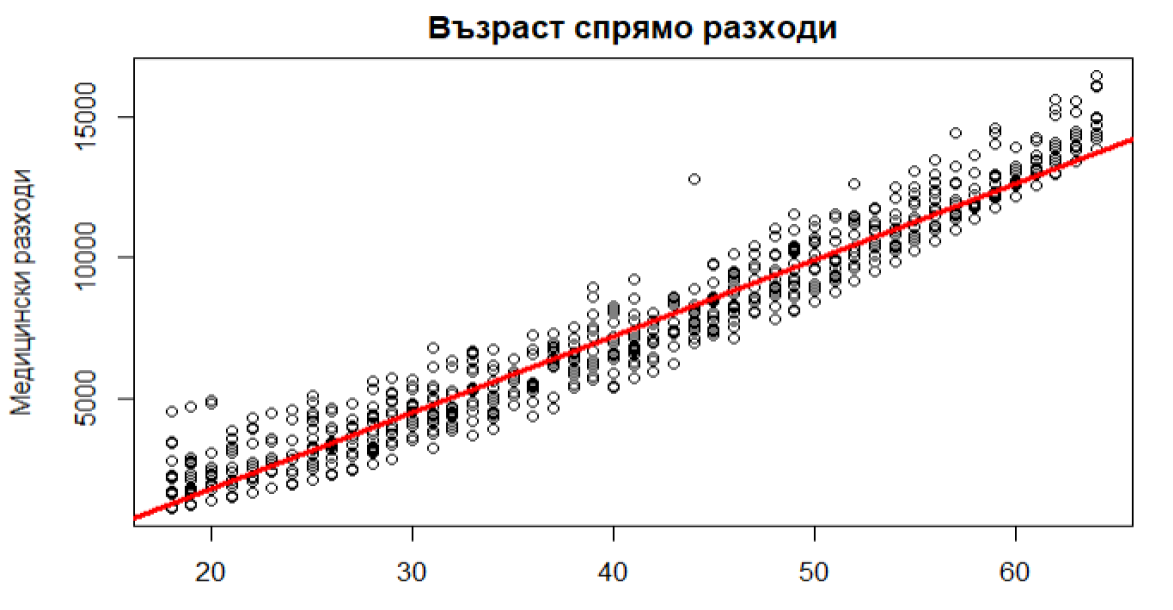 Възраст спрямо разходи
Медицински разходи
15000
10000
5000
20 30 40 50 60